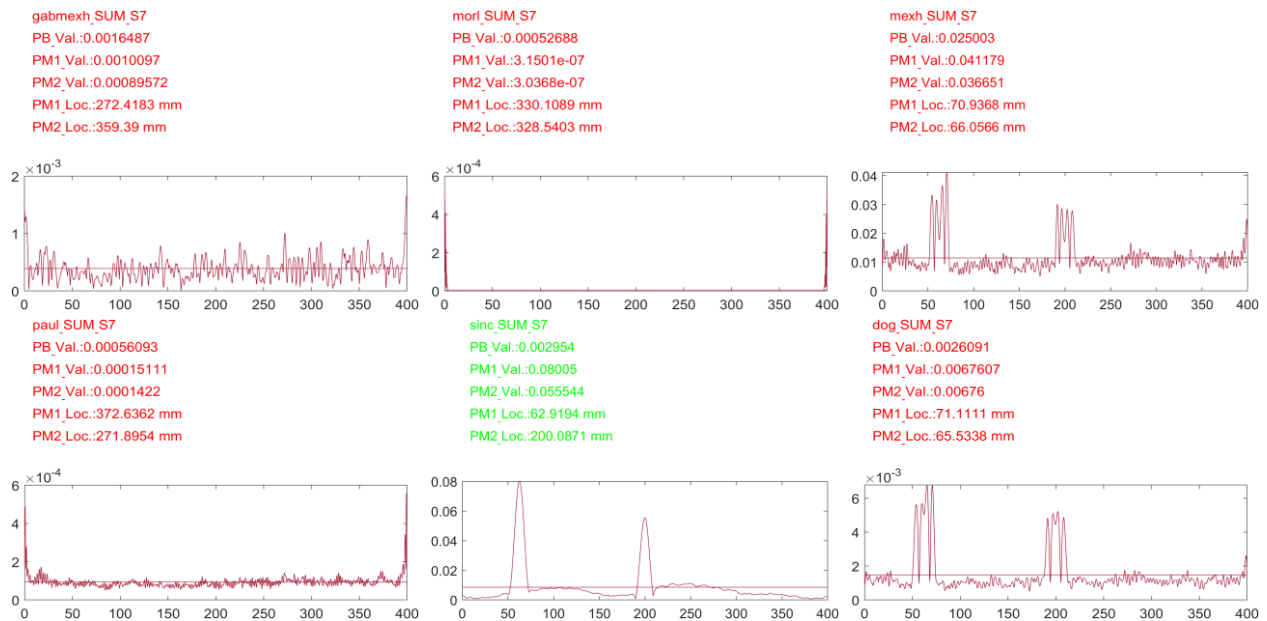 gabmexh_SUM_S7
PB_Val.:0.0016487
PM1_Val.:0.0010097
PM2_Val.:0.00089572
PM1_Loc.:272.4183 mm
PM2_Loc.:359.39 mm
×10⁻³
2
1
0
0 50 100 150 200 250 300 350 400
morl_SUM_S7
PB_Val.:0.00052688
PM1_Val.:3.1501e-07
PM2_Val.:3.0368e-07
PM1_Loc.:330.1089 mm
PM2_Loc.:328.5403 mm
×10⁻⁴
6
4
2
0
0 50 100 150 200 250 300 350 400
mexh_SUM_S7
PB_Val.:0.025003
PM1_Val.:0.041179
PM2_Val.:0.036651
PM1_Loc.:70.9368 mm
PM2_Loc.:66.0566 mm
0.04
0.03
0.02
0.01
0
0 50 100 150 200 250 300 350 400
paul_SUM_S7
PB_Val.:0.00056093
PM1_Val.:0.00015111
PM2_Val.:0.0001422
PM1_Loc.:372.6362 mm
PM2_Loc.:271.8954 mm
×10⁻⁴
6
4
2
0
0 50 100 150 200 250 300 350 400
sinc_SUM_S7
PB_Val.:0.002954
PM1_Val.:0.08005
PM2_Val.:0.055544
PM1_Loc.:62.9194 mm
PM2_Loc.:200.0871 mm
0.08
0.06
0.04
0.02
0
0 50 100 150 200 250 300 350 400
dog_SUM_S7
PB_Val.:0.0026091
PM1_Val.:0.0067607
PM2_Val.:0.00676
PM1_Loc.:71.1111 mm
PM2_Loc.:65.5338 mm
×10⁻³
6
4
2
0
0 50 100 150 200 250 300 350 400